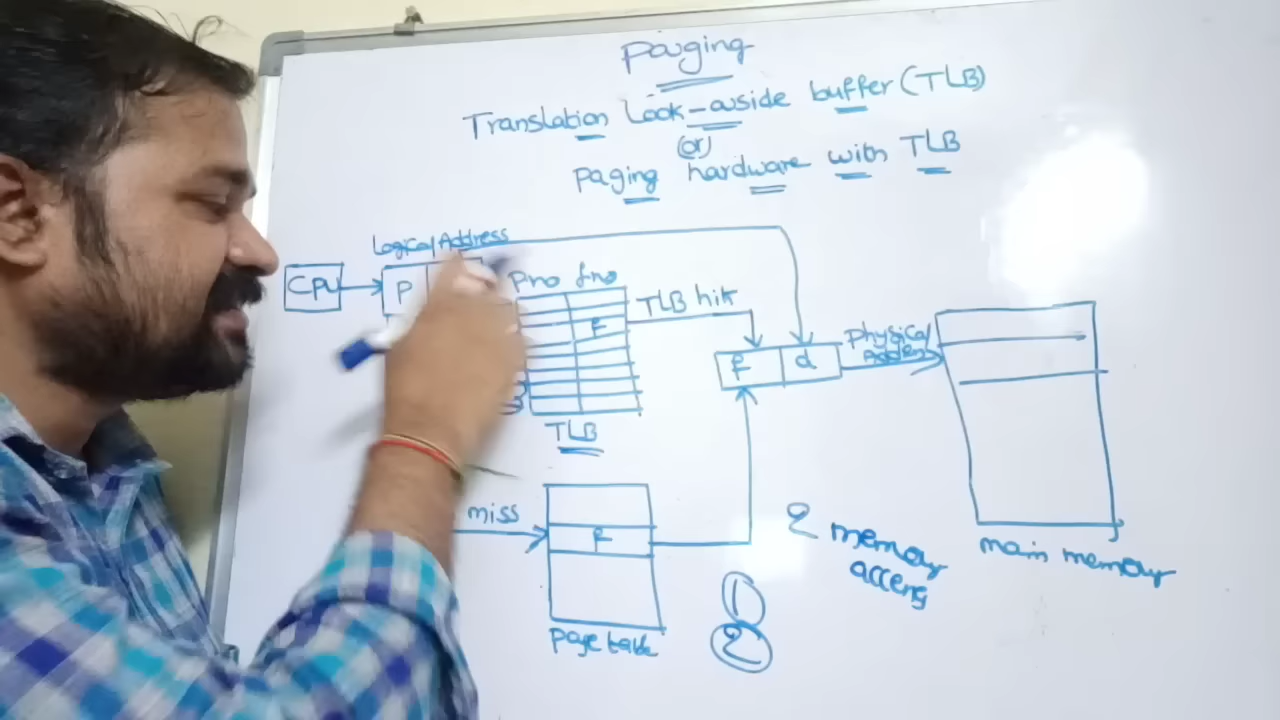 Paging
Translation Look-aside buffer (TLB)
(or)
Paging hardware with TLB
Logical Address
CPU
P
Pno fno
f
TLB hit
TLB
f d
Physical
Address
miss
f
Page table
2 memory
access
1
2
main memory